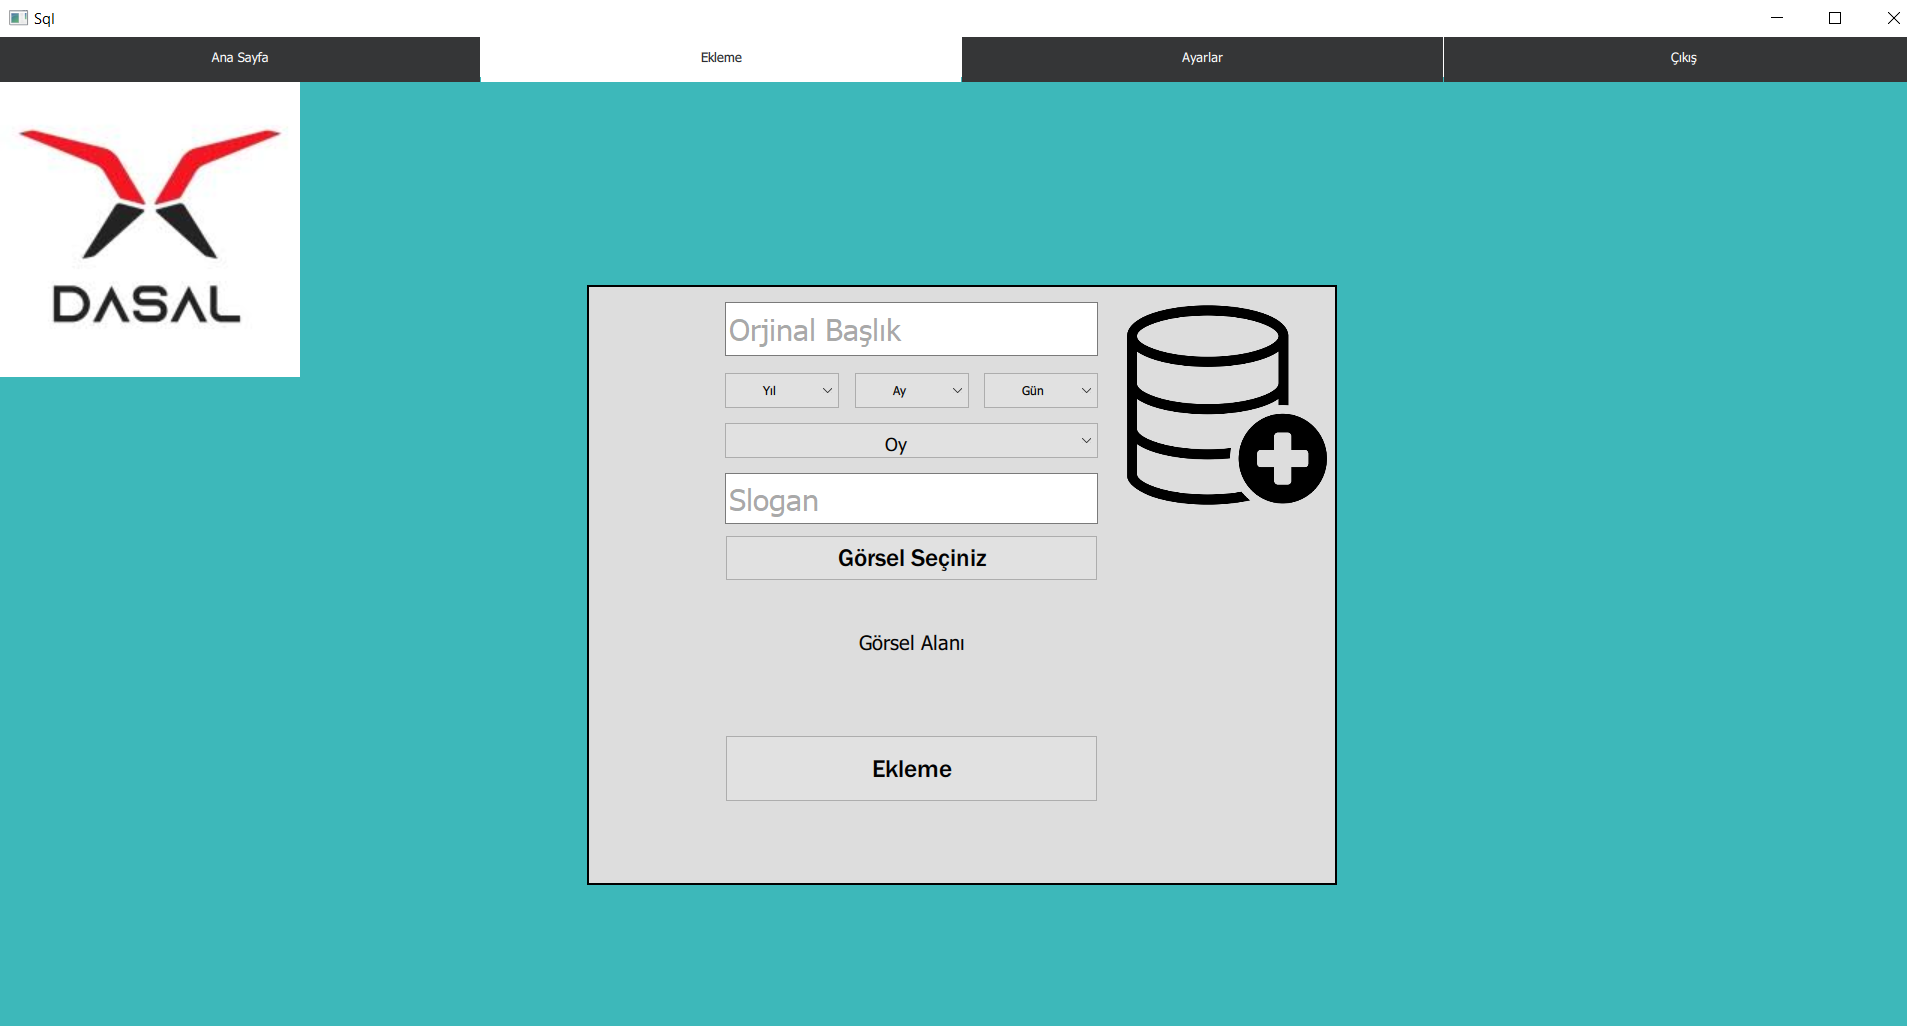 Sql
Ana Sayfa Ekleme Ayarlar Çıkış
DASAL
Orjinal Başlık
Yıl Ay Gün
Oy
Slogan
Görsel Seçiniz
Görsel Alanı
Ekleme